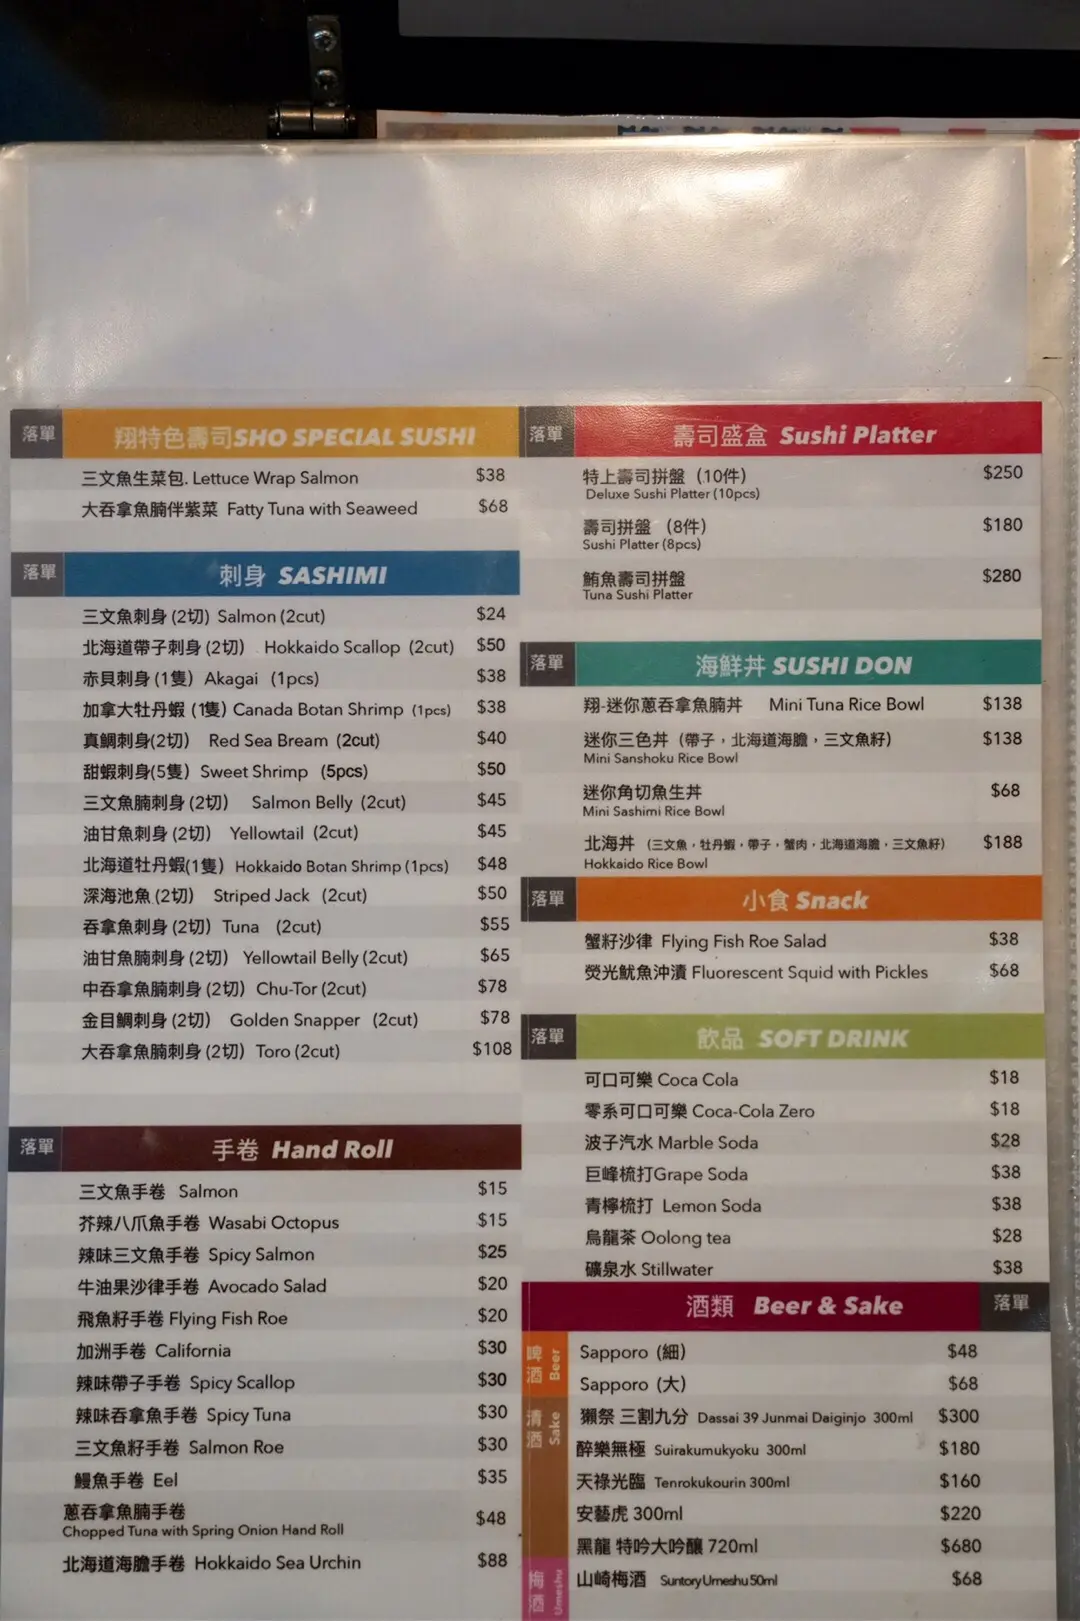 落單 翔特色壽司SHO SPECIAL SUSHI
三文魚生菜包. Lettuce Wrap Salmon $38
大吞拿魚腩伴紫菜 Fatty Tuna with Seaweed $68
落單 刺身 SASHIMI
三文魚刺身(2切) Salmon (2cut) $24
北海道帶子刺身(2切) Hokkaido Scallop (2cut) $50
赤貝刺身(1隻) Akagai (1pcs) $38
加拿大牡丹蝦 (1隻) Canada Botan Shrimp (1pcs) $38
真鯛刺身(2切) Red Sea Bream (2cut) $40
甜蝦刺身(5隻) Sweet Shrimp (5pcs) $50
三文魚腩刺身(2切) Salmon Belly (2cut) $45
油甘魚刺身(2切) Yellowtail (2cut) $45
北海道牡丹蝦(1隻) Hokkaido Botan Shrimp (1pcs) $48
深海池魚(2切) Striped Jack (2cut) $50
吞拿魚刺身(2切) Tuna (2cut) $55
油甘魚腩刺身(2切) Yellowtail Belly (2cut) $65
中吞拿魚腩刺身(2切) Chu-Tor (2cut) $78
金目鯛刺身(2切) Golden Snapper (2cut) $78
大吞拿魚腩刺身(2切) Toro (2cut) $108
落單 手卷 Hand Roll
三文魚手卷 Salmon $15
芥辣八爪魚手卷 Wasabi Octopus $15
辣味三文魚手卷 Spicy Salmon $25
牛油果沙律手卷 Avocado Salad $20
飛魚籽手卷 Flying Fish Roe $20
加洲手卷 California $30
辣味帶子手卷 Spicy Scallop $30
辣味吞拿魚手卷 Spicy Tuna $30
三文魚籽手卷 Salmon Roe $30
鰻魚手卷 Eel $35
蔥吞拿魚腩手卷
Chopped Tuna with Spring Onion Hand Roll $48
北海道海膽手卷 Hokkaido Sea Urchin $88
落單 壽司盛盒 Sushi Platter
特上壽司拼盤 (10件) $250
Deluxe Sushi Platter (10pcs)
壽司拼盤 (8件) $180
Sushi Platter (8pcs)
鮪魚壽司拼盤 $280
Tuna Sushi Platter
落單 海鮮丼 SUSHI DON
翔-迷你蔥吞拿魚腩丼 Mini Tuna Rice Bowl $138
迷你三色丼 (帶子，北海道海膽，三文魚籽) $138
Mini Sanshoku Rice Bowl
迷你角切魚生丼 $68
Mini Sashimi Rice Bowl
北海丼 (三文魚，牡丹蝦，帶子，蟹肉，北海道海膽，三文魚籽) $188
Hokkaido Rice Bowl
落單 小食 Snack
蟹籽沙律 Flying Fish Roe Salad $38
熒光魷魚沖漬 Fluorescent Squid with Pickles $68
落單 飲品 SOFT DRINK
可口可樂 Coca Cola $18
零系可口可樂 Coca-Cola Zero $18
波子汽水 Marble Soda $28
巨峰梳打Grape Soda $38
青檸梳打 Lemon Soda $38
烏龍茶 Oolong tea $28
礦泉水 Stillwater $38
酒類 Beer & Sake 落單
啤酒 Beer
Sapporo (細) $48
Sapporo (大) $68
清酒 Sake
獺祭 三割九分 Dassai 39 Junmai Daiginjo 300ml $300
醉樂無極 Suirakumukyoku 300ml $180
天祿光臨 Tenrokukourin 300ml $160
安藝虎 300ml $220
黑龍 特吟大吟釀 720ml $680
梅酒 Umeshu
山崎梅酒 Suntory Umeshu 50ml $68